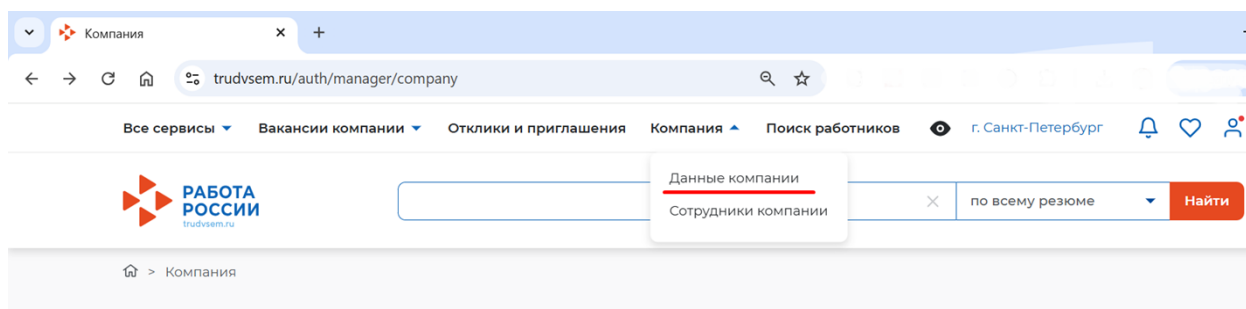 Компания
trudvsem.ru/auth/manager/company
Все сервисы Вакансии компании Отклики и приглашения Компания Поиск работников г. Санкт-Петербург
Данные компании
Сотрудники компании
РАБОТА
РОССИИ
trudvsem.ru
по всему резюме Найти
Компания